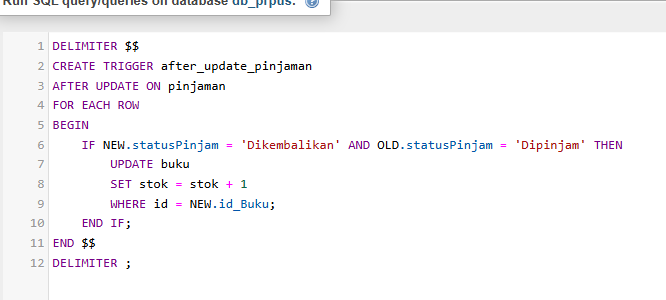 Run SQL query/queries on database db_prpus:
1 DELIMITER $$
2 CREATE TRIGGER after_update_pinjaman
3 AFTER UPDATE ON pinjaman
4 FOR EACH ROW
5 BEGIN
6 IF NEW.statusPinjam = 'Dikembalikan' AND OLD.statusPinjam = 'Dipinjam' THEN
7 UPDATE buku
8 SET stok = stok + 1
9 WHERE id = NEW.id_Buku;
10 END IF;
11 END $$
12 DELIMITER ;